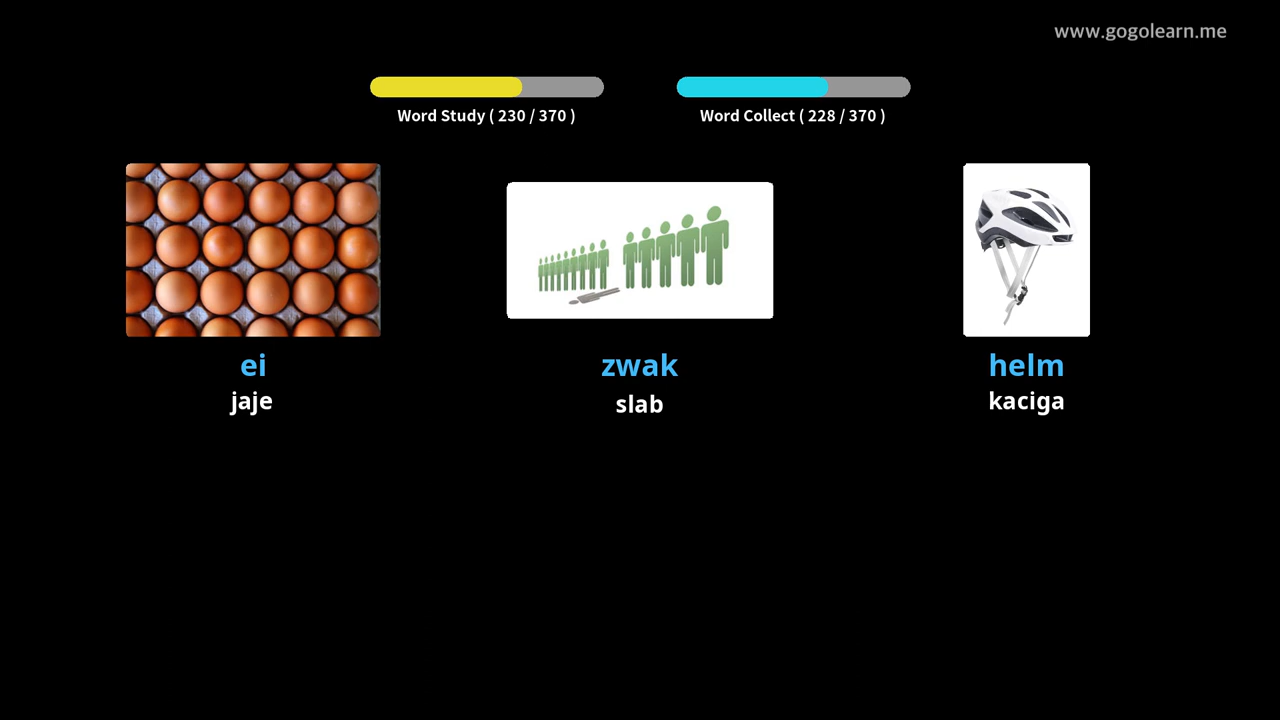 www.gogolearn.me
Word Study ( 230 / 370 )
Word Collect ( 228 / 370 )
ei
jaje
zwak
slab
helm
kaciga